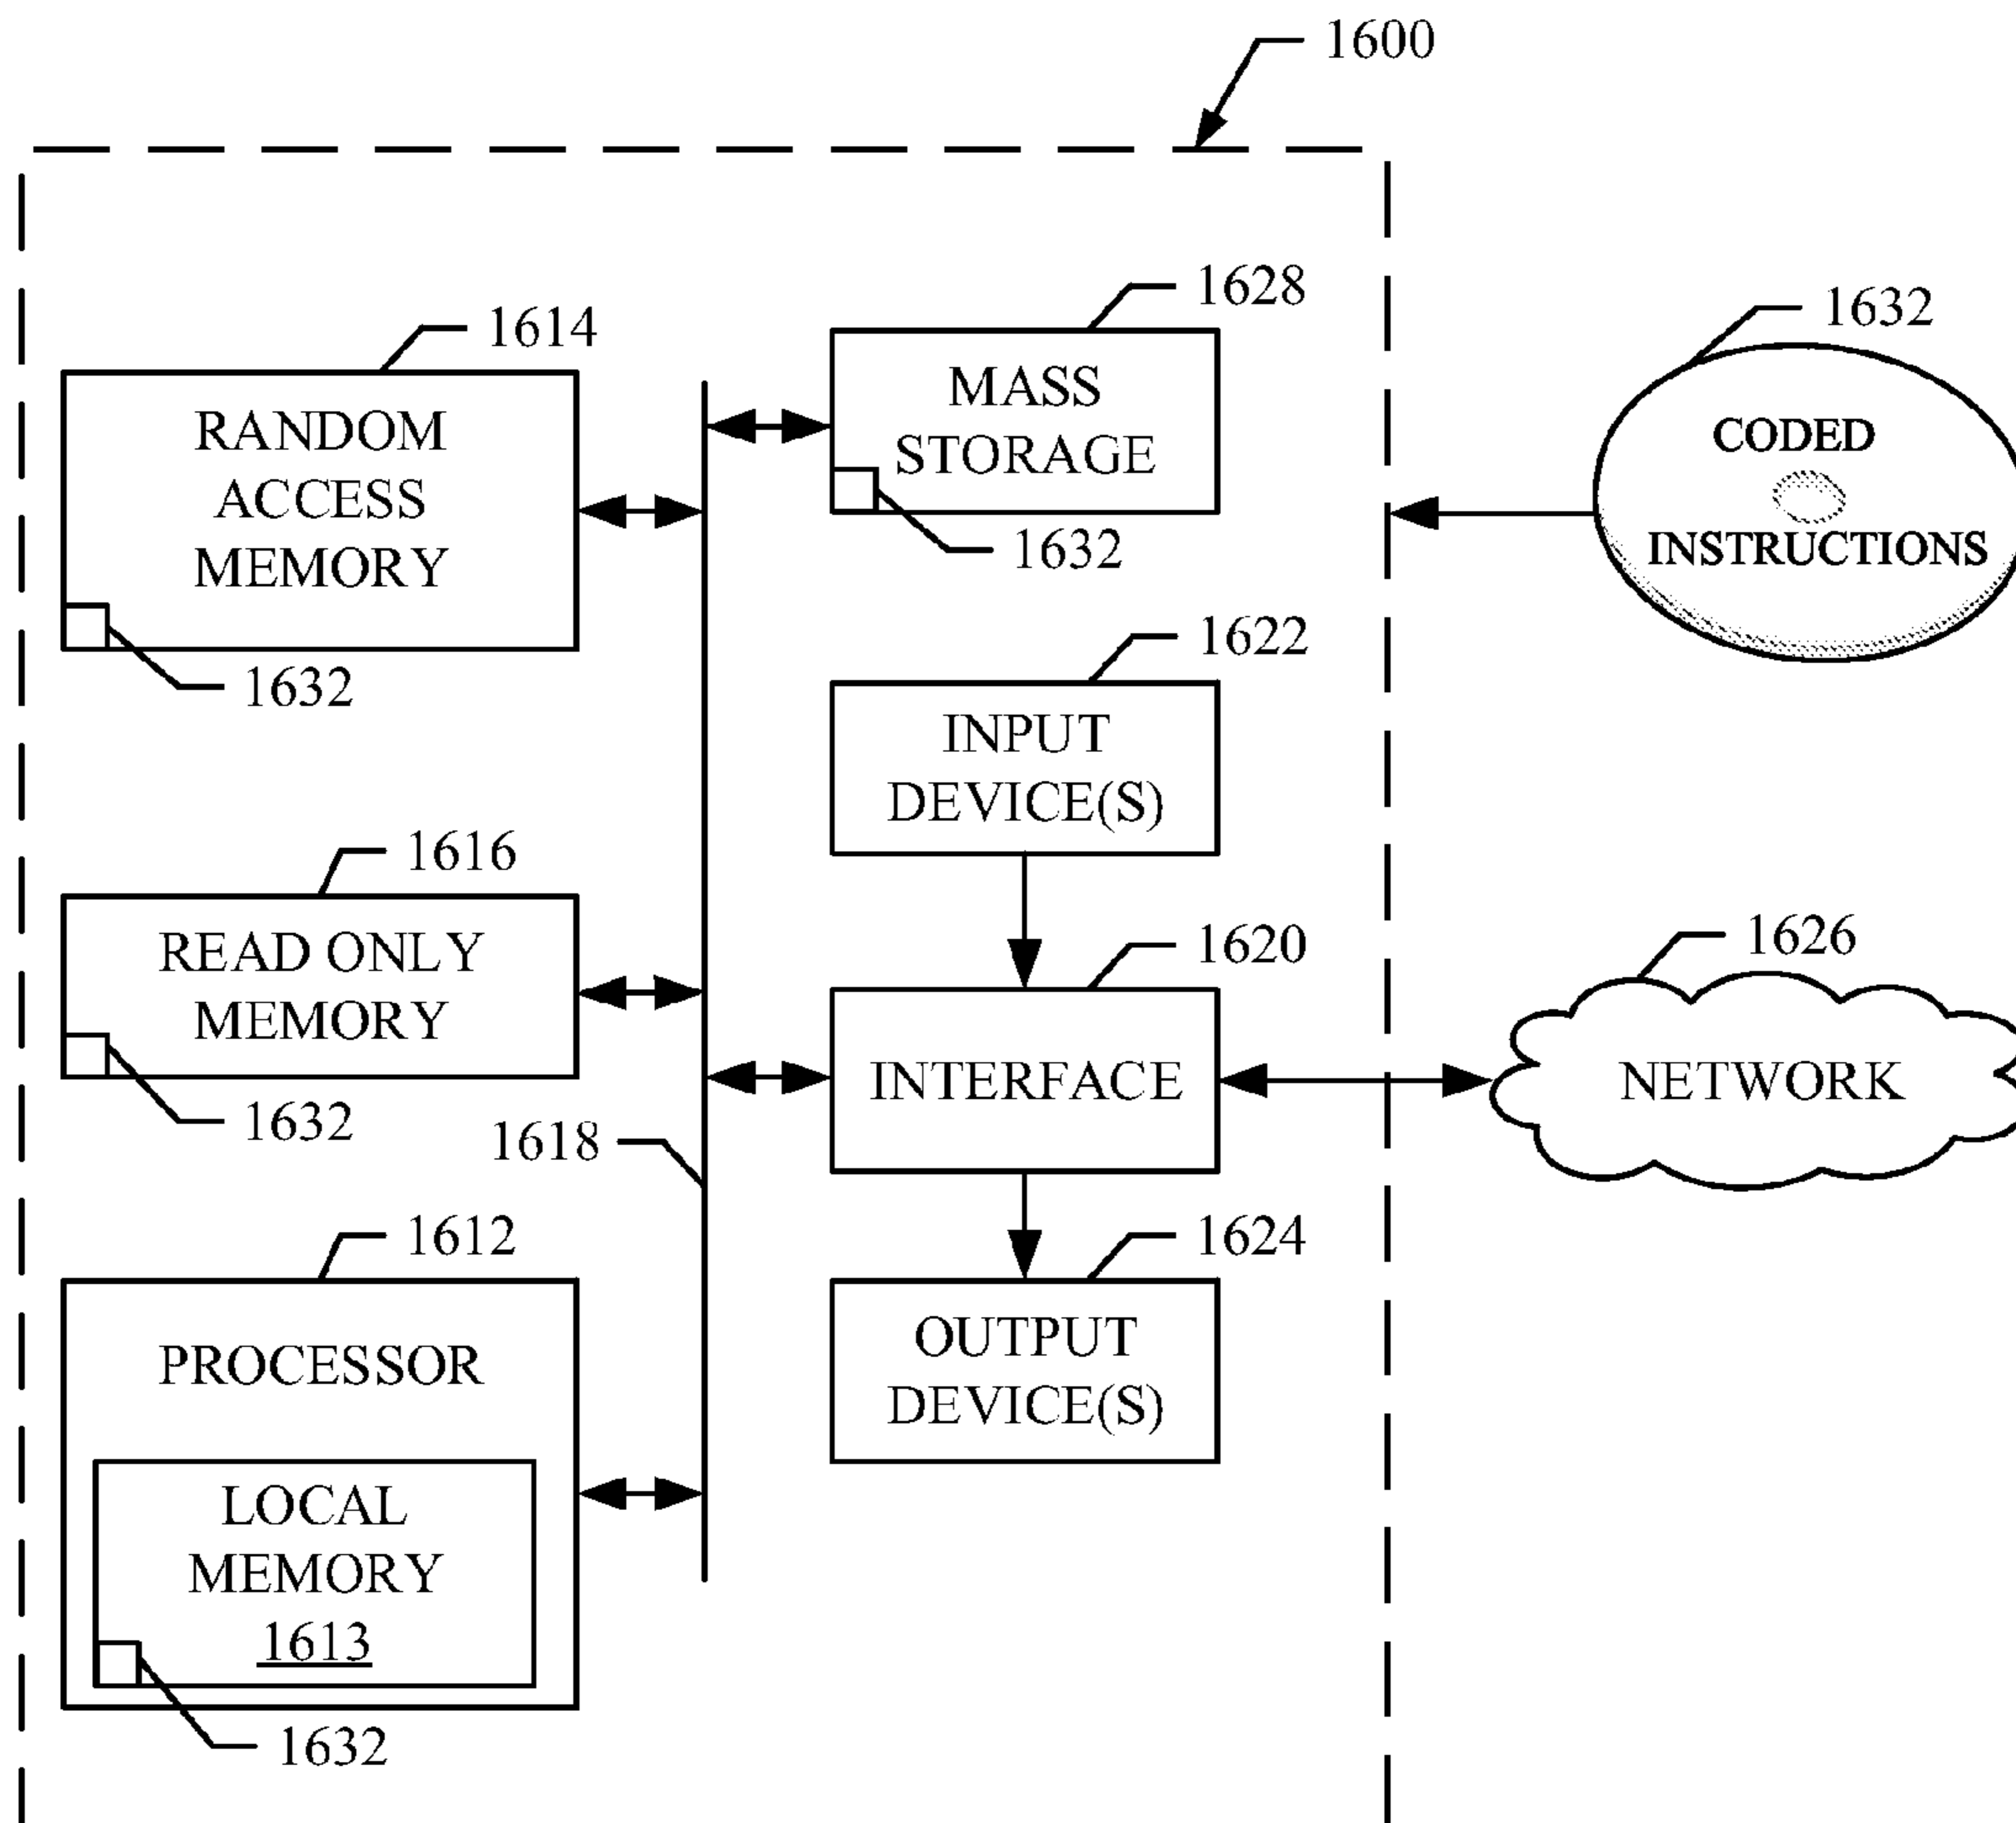 1600
1628
1632
1614
MASS
STORAGE
RANDOM
ACCESS
MEMORY
CODED
INSTRUCTIONS
1632
1622
1632
INPUT
DEVICE(S)
1616
1620
1626
READ ONLY
MEMORY
INTERFACE
NETWORK
1632
1618
1612
1624
OUTPUT
DEVICE(S)
PROCESSOR
LOCAL
MEMORY
1613
1632